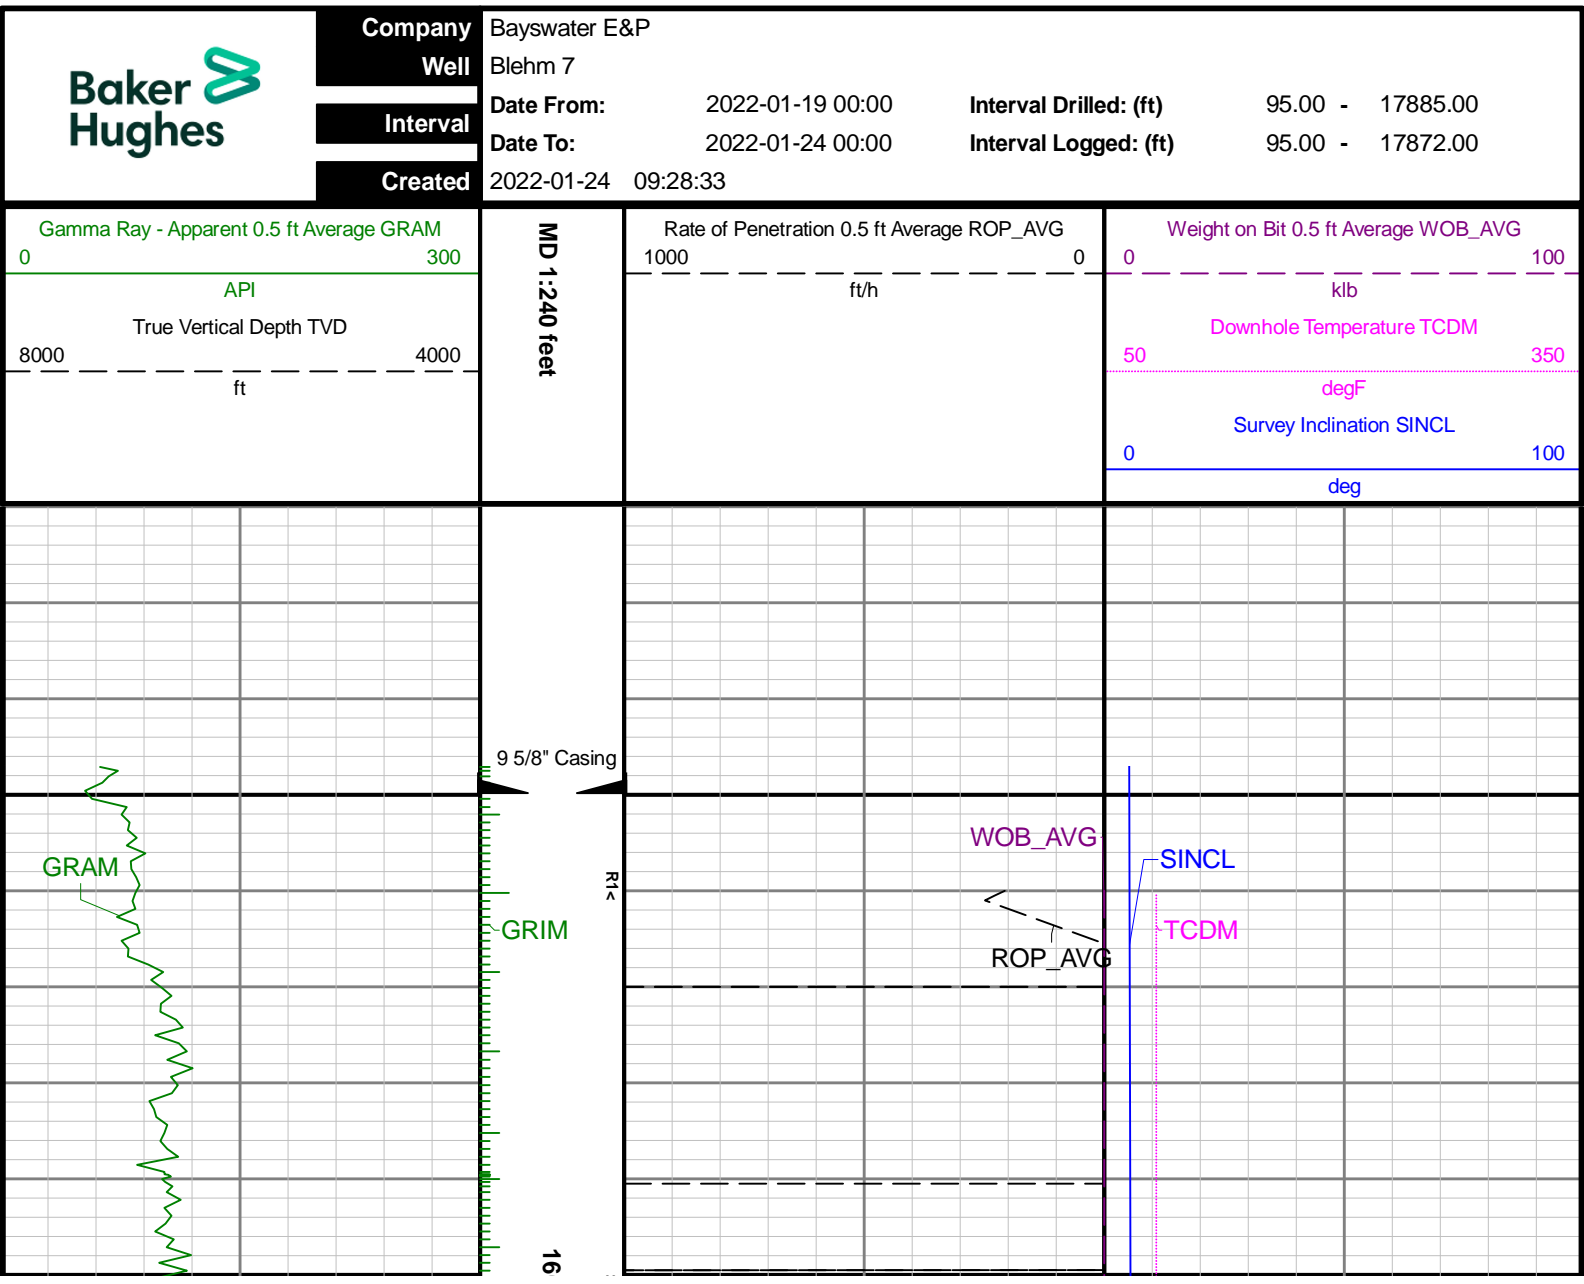 Baker
Hughes
Company Bayswater E&P
Well Blehm 7
Interval
Date From: 2022-01-19 00:00 Interval Drilled: (ft) 95.00 - 17885.00
Date To: 2022-01-24 00:00 Interval Logged: (ft) 95.00 - 17872.00
Created 2022-01-24 09:28:33
Gamma Ray - Apparent 0.5 ft Average GRAM
0 300
API
True Vertical Depth TVD
8000 4000
ft
MD 1:240 feet
Rate of Penetration 0.5 ft Average ROP_AVG
1000 0
ft/h
Weight on Bit 0.5 ft Average WOB_AVG
0 100
klb
Downhole Temperature TCDM
50 350
degF
Survey Inclination SINCL
0 100
deg
9 5/8" Casing
WOB_AVG
SINCL
GRAM
R1<
GRIM
TCDM
ROP_AVG
16